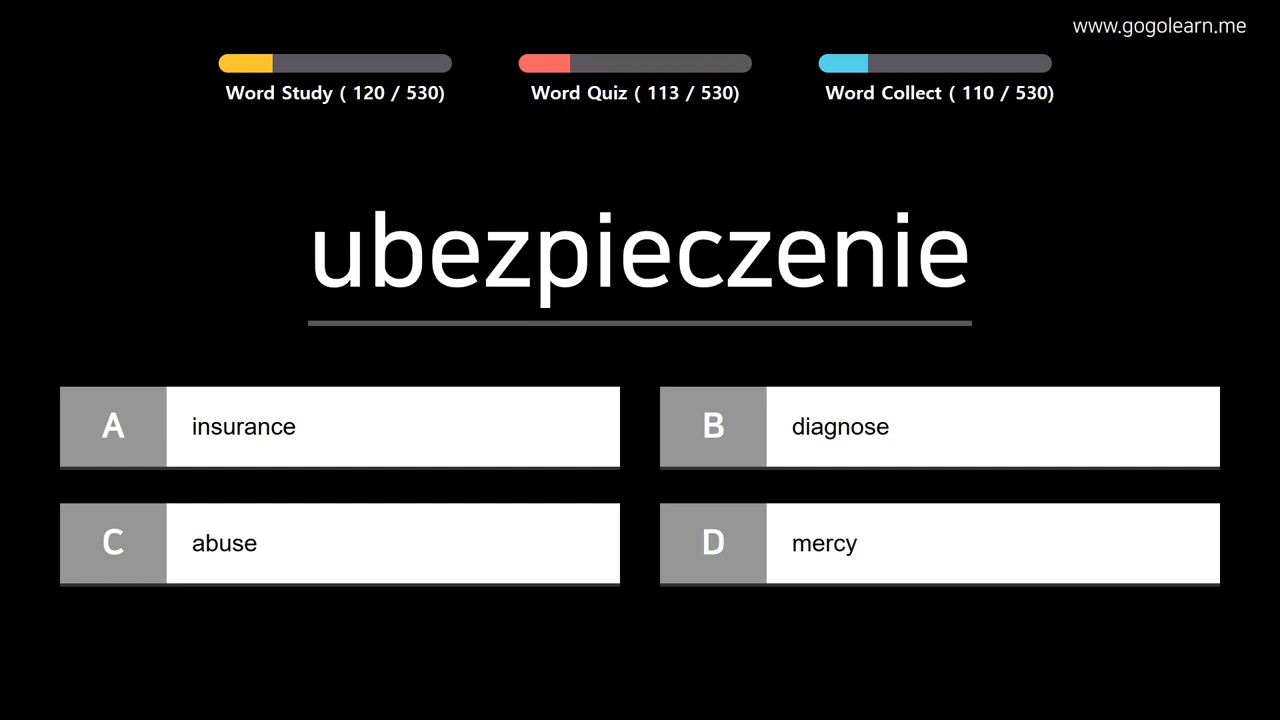 www.gogolearn.me
Word Study ( 120 / 530)
Word Quiz ( 113 / 530)
Word Collect ( 110 / 530)
ubezpieczenie
A insurance
B diagnose
C abuse
D mercy